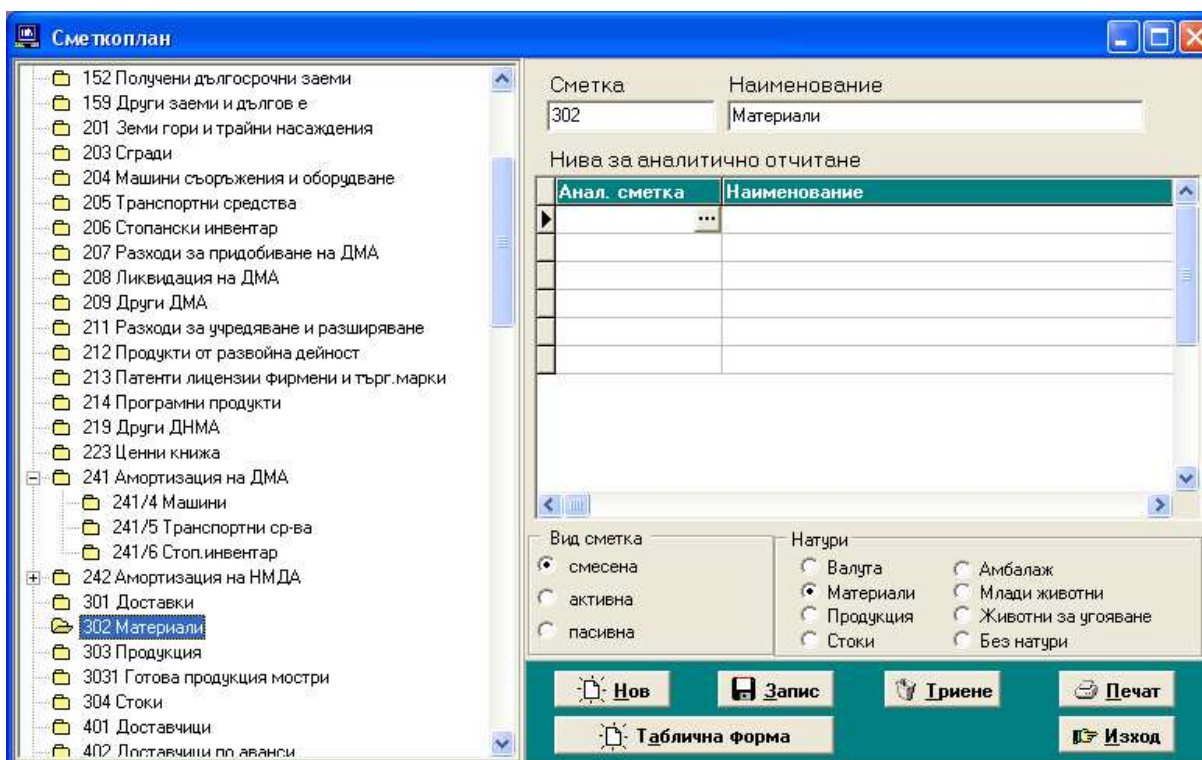 Сметкоплан
152 Получени дългосрочни заеми
159 Други заеми и дългов е
201 Земи гори и трайни насаждения
203 Сгради
204 Машини съоръжения и оборудване
205 Транспортни средства
206 Стопански инвентар
207 Разходи за придобиване на ДМА
208 Ликвидация на ДМА
209 Други ДМА
211 Разходи за учредяване и разширяване
212 Продукти от развойна дейност
213 Патенти лицензии фирмени и търг.марки
214 Програмни продукти
219 Други ДНМА
223 Ценни книжа
241 Амортизация на ДМА
241/4 Машини
241/5 Транспортни ср-ва
241/6 Стоп.инвентар
242 Амортизация на НМДА
301 Доставки
302 Материали
303 Продукция
3031 Готова продукция мостри
304 Стоки
401 Доставчици
402 Доставчици по аванси
Сметка Наименование
302 Материали
Нива за аналитично отчитане
Анал. сметка Наименование
...
Вид сметка
смесена
активна
пасивна
Натури
Валута Амбалаж
Материали Млади животни
Продукция Животни за угояване
Стоки Без натури
Нов Запис Триене Печат
Таблична форма Изход